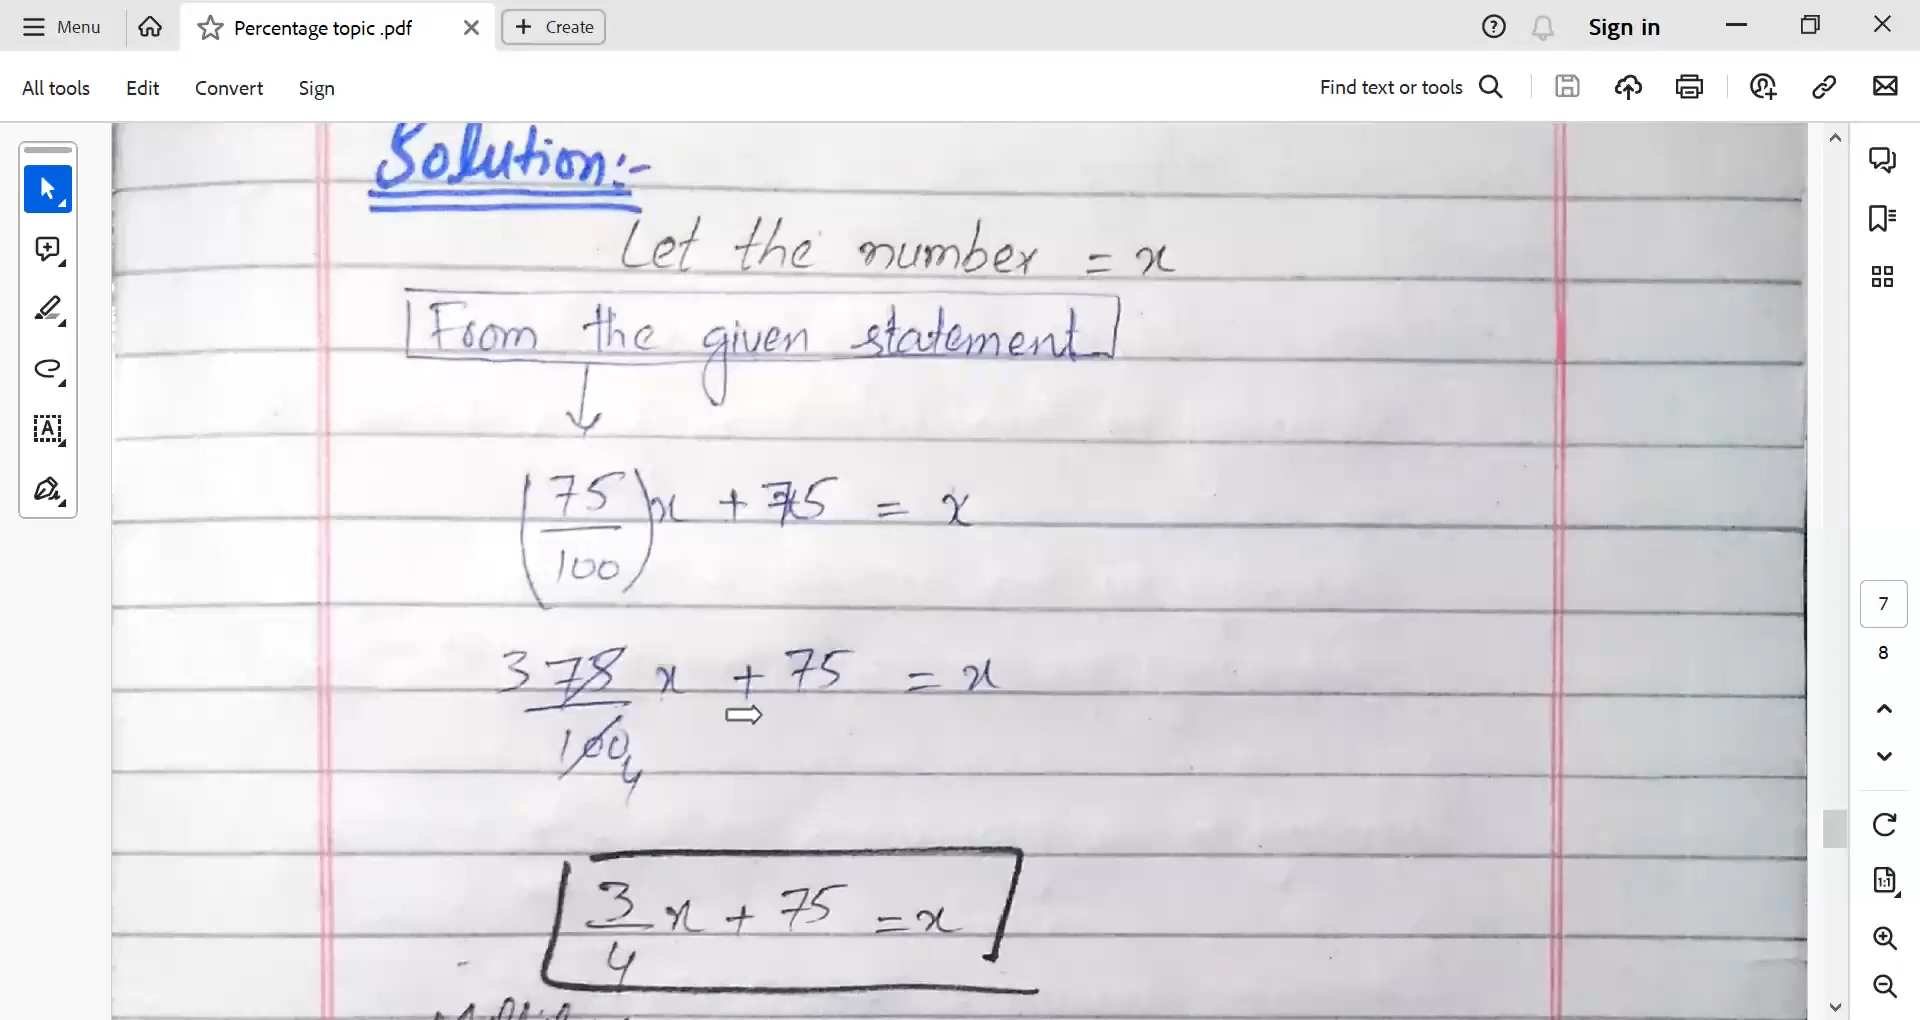 Menu
Percentage topic .pdf
Create
Sign in
All tools
Edit
Convert
Sign
Find text or tools
Solution:-
Let the number = x
From the given statement
(75/100)x + 75 = x
3 75/100 4 x + 75 = x
3/4 x + 75 = x
7
8